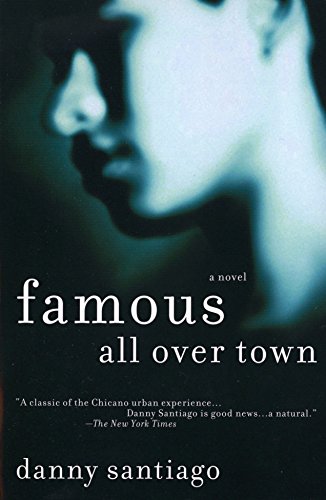 a novel
famous
all over town
"A classic of the Chicano urban experience...
Danny Santiago is good news...a natural."
—The New York Times
danny santiago